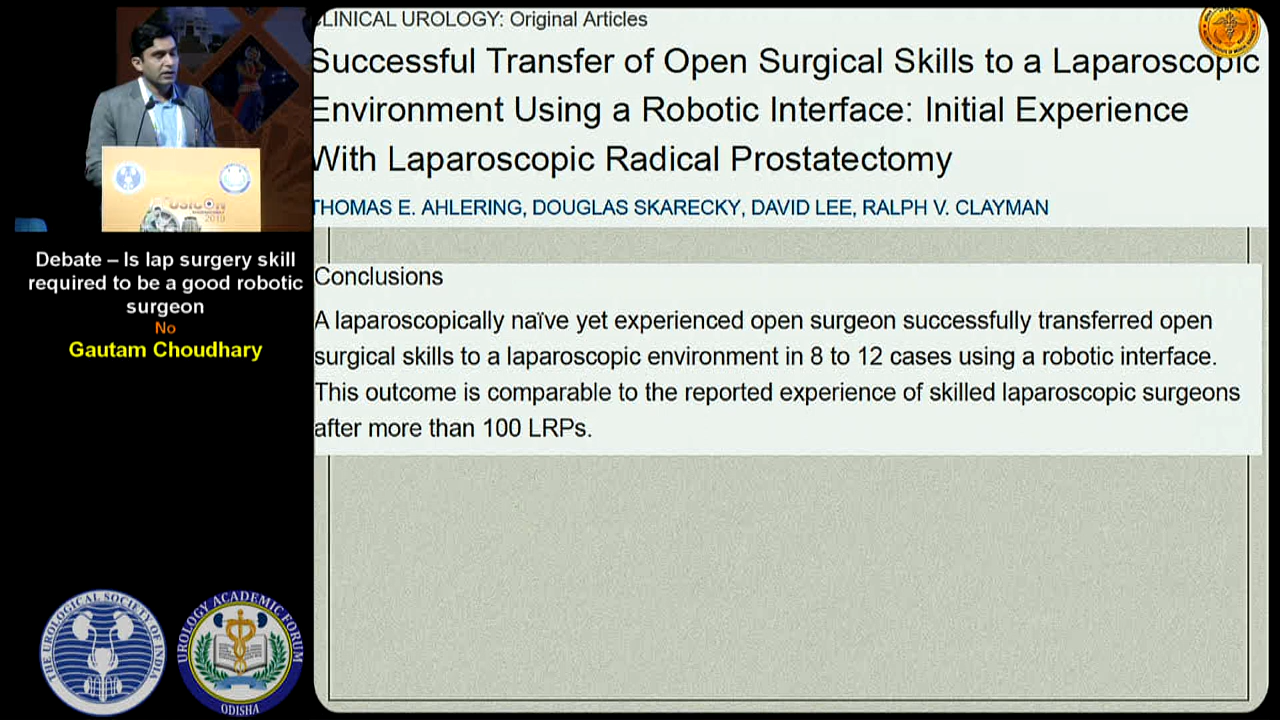 CLINICAL UROLOGY: Original Articles
Successful Transfer of Open Surgical Skills to a Laparoscopic
Environment Using a Robotic Interface: Initial Experience
With Laparoscopic Radical Prostatectomy
THOMAS E. AHLERING, DOUGLAS SKARECKY, DAVID LEE, RALPH V. CLAYMAN
Conclusions
A laparoscopically naïve yet experienced open surgeon successfully transferred open
surgical skills to a laparoscopic environment in 8 to 12 cases using a robotic interface.
This outcome is comparable to the reported experience of skilled laparoscopic surgeons
after more than 100 LRPs.
USICON
2019
Debate – Is lap surgery skill
required to be a good robotic
surgeon
No
Gautam Choudhary
THE UROLOGICAL SOCIETY OF INDIA
UROLOGY ACADEMIC FORUM
ODISHA